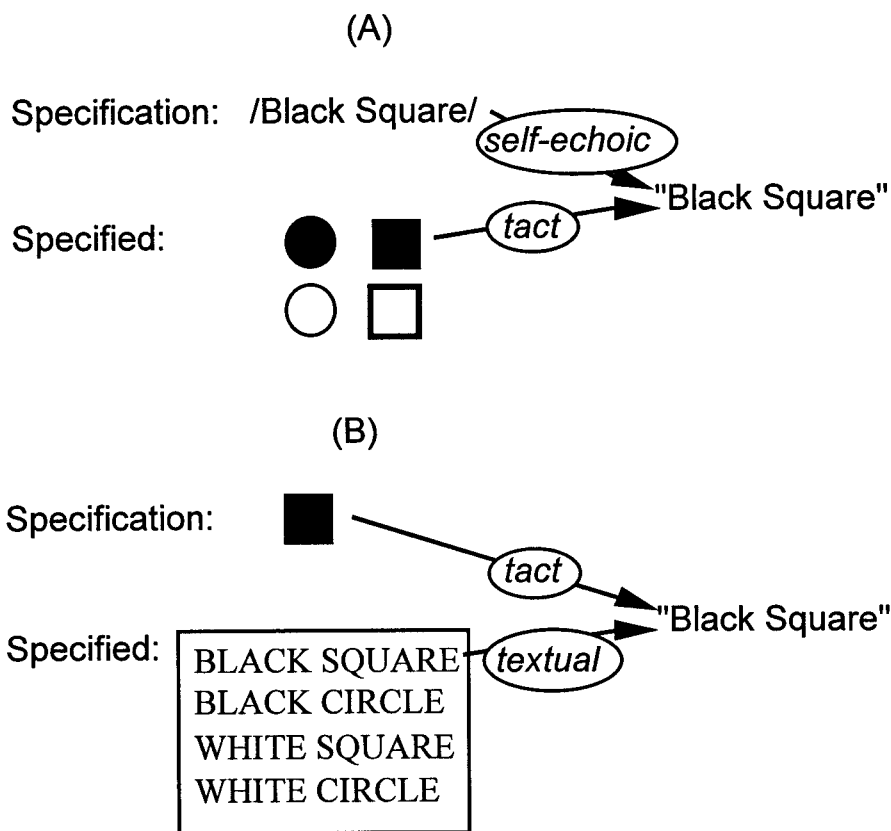 (A)
Specification: /Black Square/
self-echoic
"Black Square"
Specified:
tact
(B)
Specification:
tact
"Black Square"
Specified:
textual
BLACK SQUARE
BLACK CIRCLE
WHITE SQUARE
WHITE CIRCLE